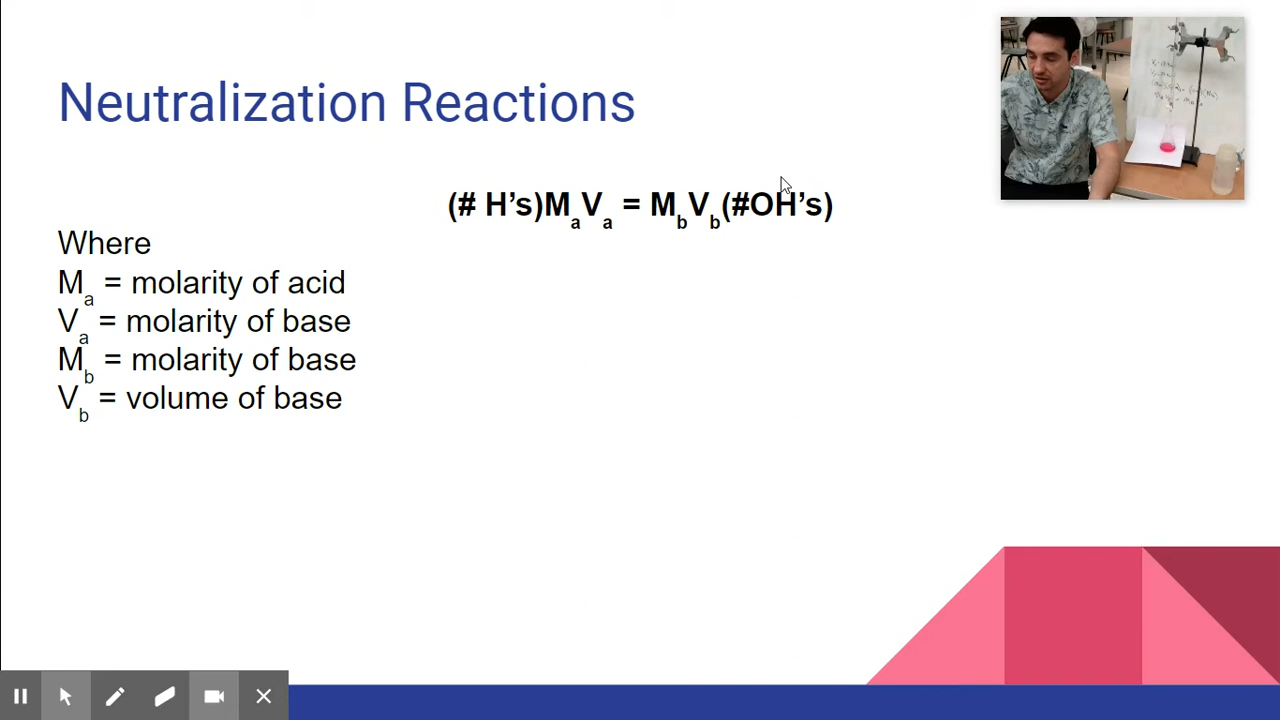 Neutralization Reactions
(# H's)MaVa = MbVb(#OH's)
Where
Ma = molarity of acid
Va = molarity of base
Mb = molarity of base
Vb = volume of base